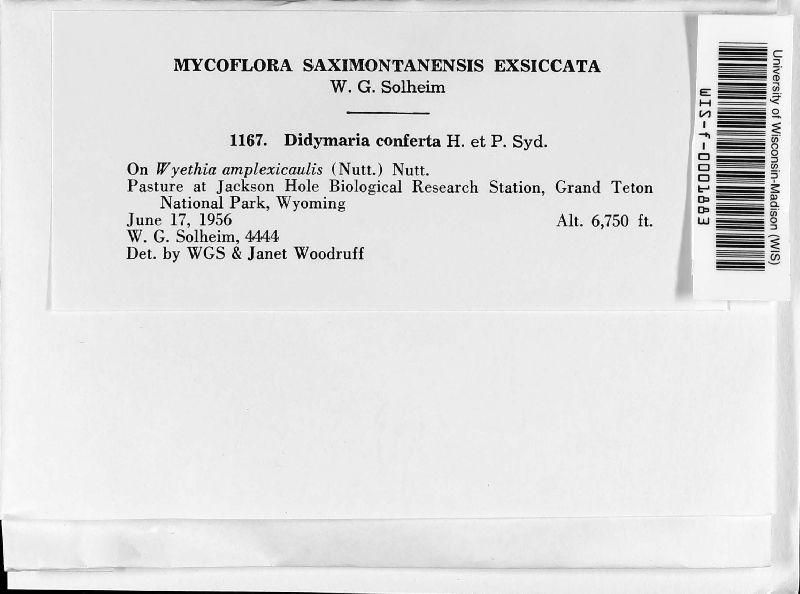 MYCOFLORA SAXIMONTANENSIS EXSICCATA
W. G. Solheim
1167. Didymaria conferta H. et P. Syd.
On Wyethia amplexicaulis (Nutt.) Nutt.
Pasture at Jackson Hole Biological Research Station, Grand Teton
National Park, Wyoming
June 17, 1956 Alt. 6,750 ft.
W. G. Solheim, 4444
Det. by WGS & Janet Woodruff
University of Wisconsin-Madison (WIS)